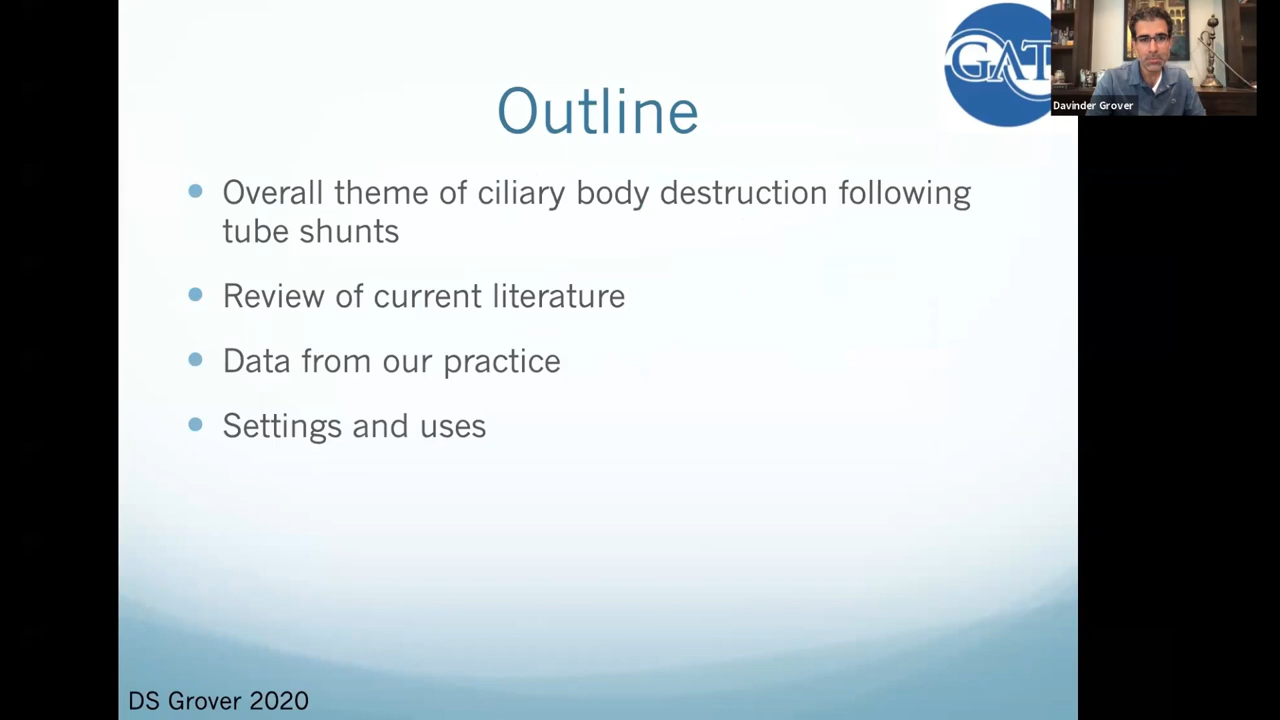 GAT
Davinder Grover
Outline
Overall theme of ciliary body destruction following
tube shunts
Review of current literature
Data from our practice
Settings and uses
DS Grover 2020